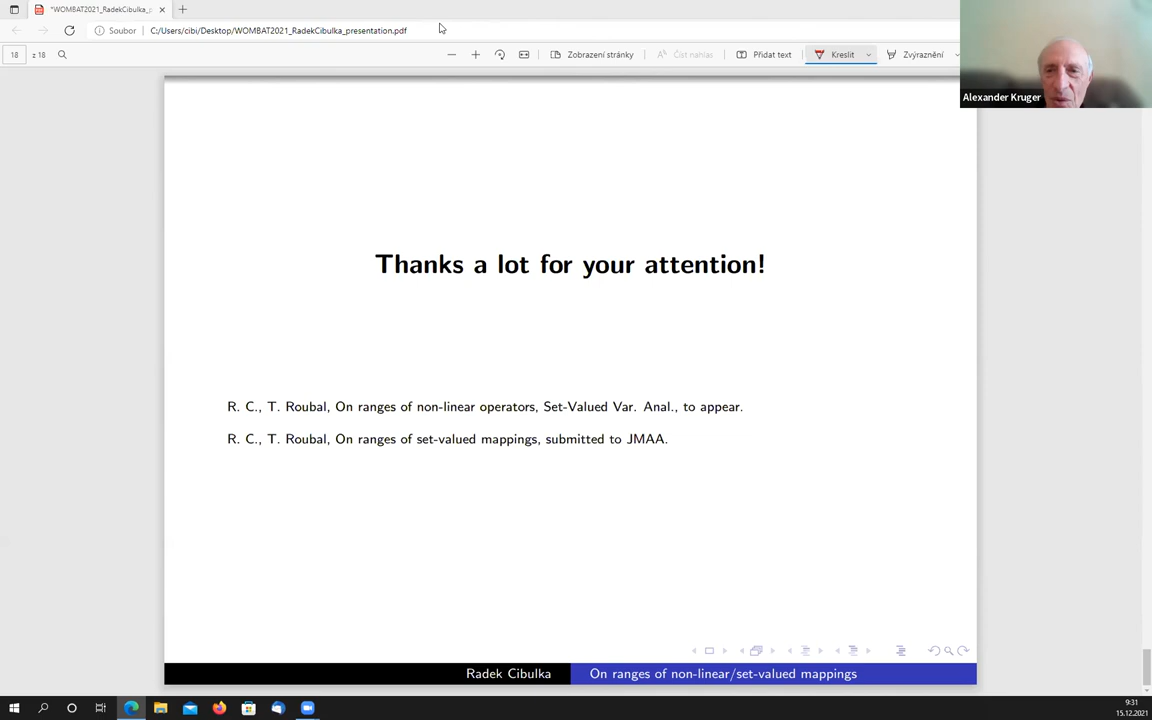 *WOMBAT2021_RadekCibulka_p
Soubor
C:/Users/cibi/Desktop/WOMBAT2021_RadekCibulka_presentation.pdf
18
z 18
Zobrazení stránky
Číst nahlas
Přidat text
Kreslit
Zvýraznění
Alexander Kruger
Thanks a lot for your attention!
R. C., T. Roubal, On ranges of non-linear operators, Set-Valued Var. Anal., to appear.
R. C., T. Roubal, On ranges of set-valued mappings, submitted to JMAA.
Radek Cibulka
On ranges of non-linear/set-valued mappings
9:31
15.12.2021